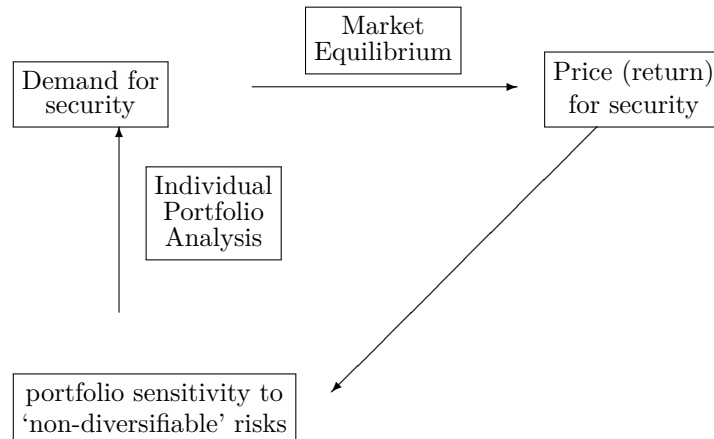 Market
Equilibrium
Demand for
security
Price (return)
for security
Individual
Portfolio
Analysis
portfolio sensitivity to
‘non-diversifiable’ risks